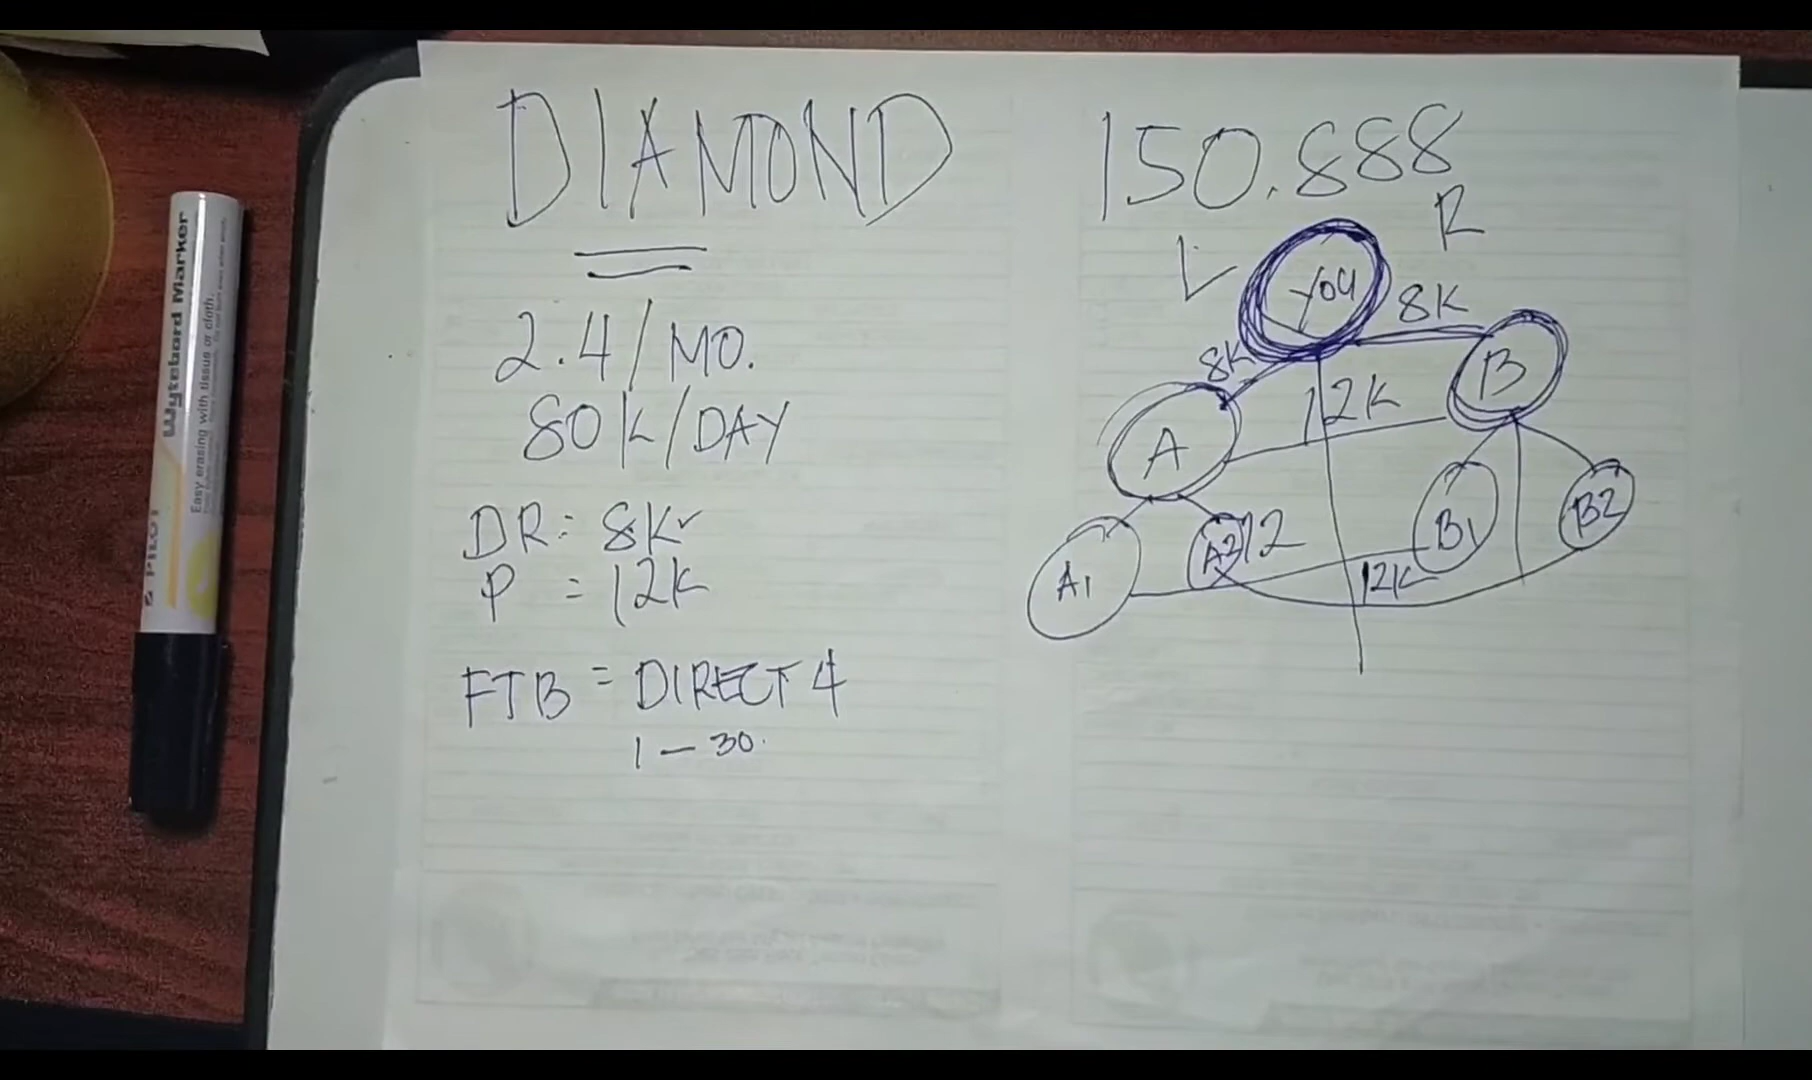 DIAMOND
2.4/MO.
80K/DAY
DR: 8K
P = 12K
FTB = DIRECT 4
1 - 30.
150.888
L
R
YOU
8K
8K
B
A
12K
A1
A2
12
B1
B2
12K
PILOT
Wyteboard Marker
Easy erasing with tissue or cloth.